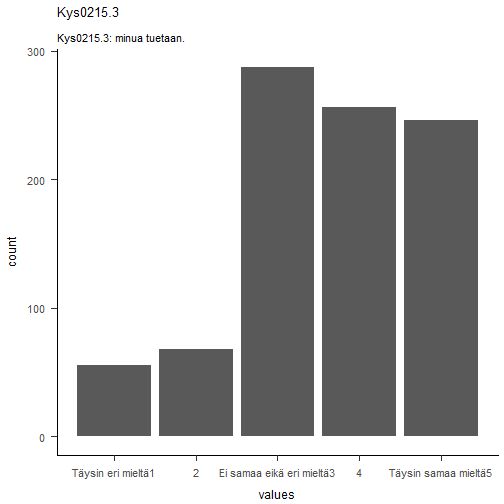 Kys0215.3
Kys0215.3: minua tuetaan.
300
200
100
0
count
Täysin eri mieltä1
2
Ei samaa eikä eri mieltä3
4
Täysin samaa mieltä5
values